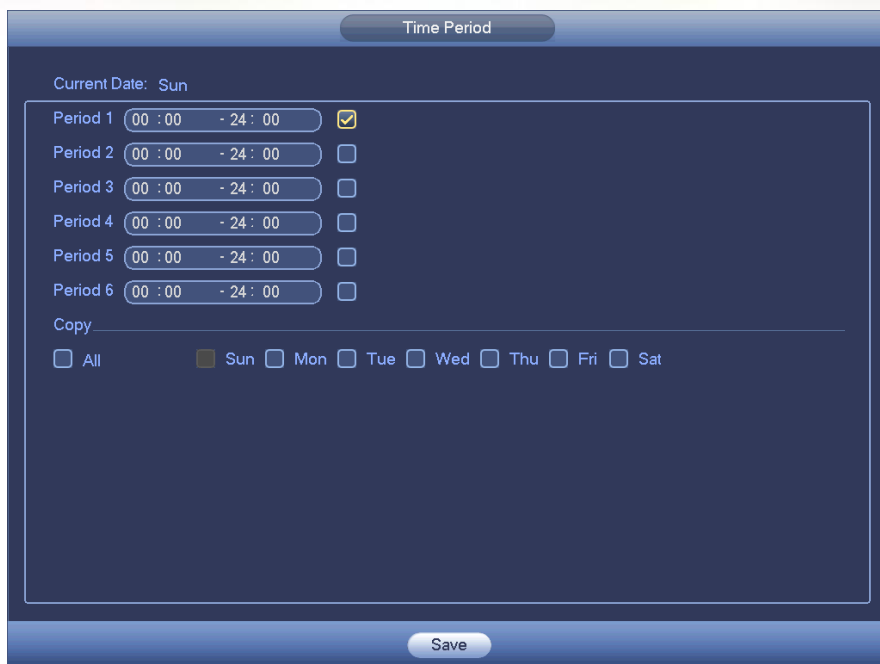 Time Period
Current Date: Sun
Period 1 00 :00 - 24 : 00
Period 2 00 :00 - 24 : 00
Period 3 00 :00 - 24 : 00
Period 4 00 :00 - 24 : 00
Period 5 00 :00 - 24 : 00
Period 6 00 :00 - 24 : 00
Copy
All Sun Mon Tue Wed Thu Fri Sat
Save